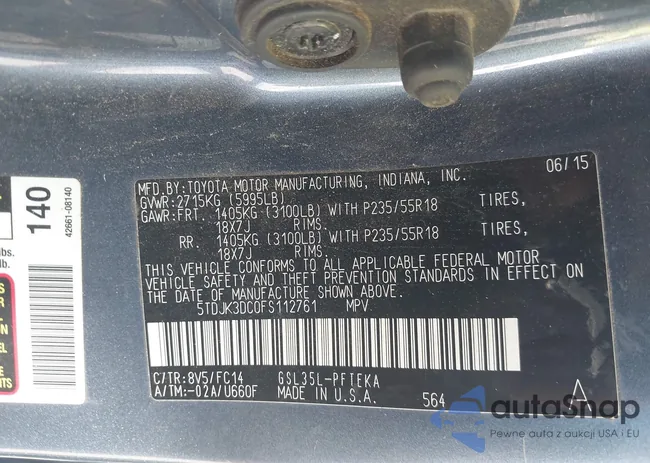 06/15
MFD.BY:TOYOTA MOTOR MANUFACTURING, INDIANA, INC.
GVWR:2715KG (5995LB)
GAWR:FRT. 1405KG (3100LB) WITH P235/55R18 TIRES,
18X7J RIMS.
RR. 1405KG (3100LB) WITH P235/55R18 TIRES,
18X7J RIMS.
THIS VEHICLE CONFORMS TO ALL APPLICABLE FEDERAL MOTOR
VEHICLE SAFETY AND THEFT PREVENTION STANDARDS IN EFFECT ON
THE DATE OF MANUFACTURE SHOWN ABOVE.
5TDJK3DC0FS112761 MPV
C/TR:8V5/FC14 GSL35L-PFTEKA
A/TM:-02A/U660F MADE IN U.S.A. 564
140
42661-08140
lbs.
lb.
autoSnap
Pewne auta z aukcji USA i EU